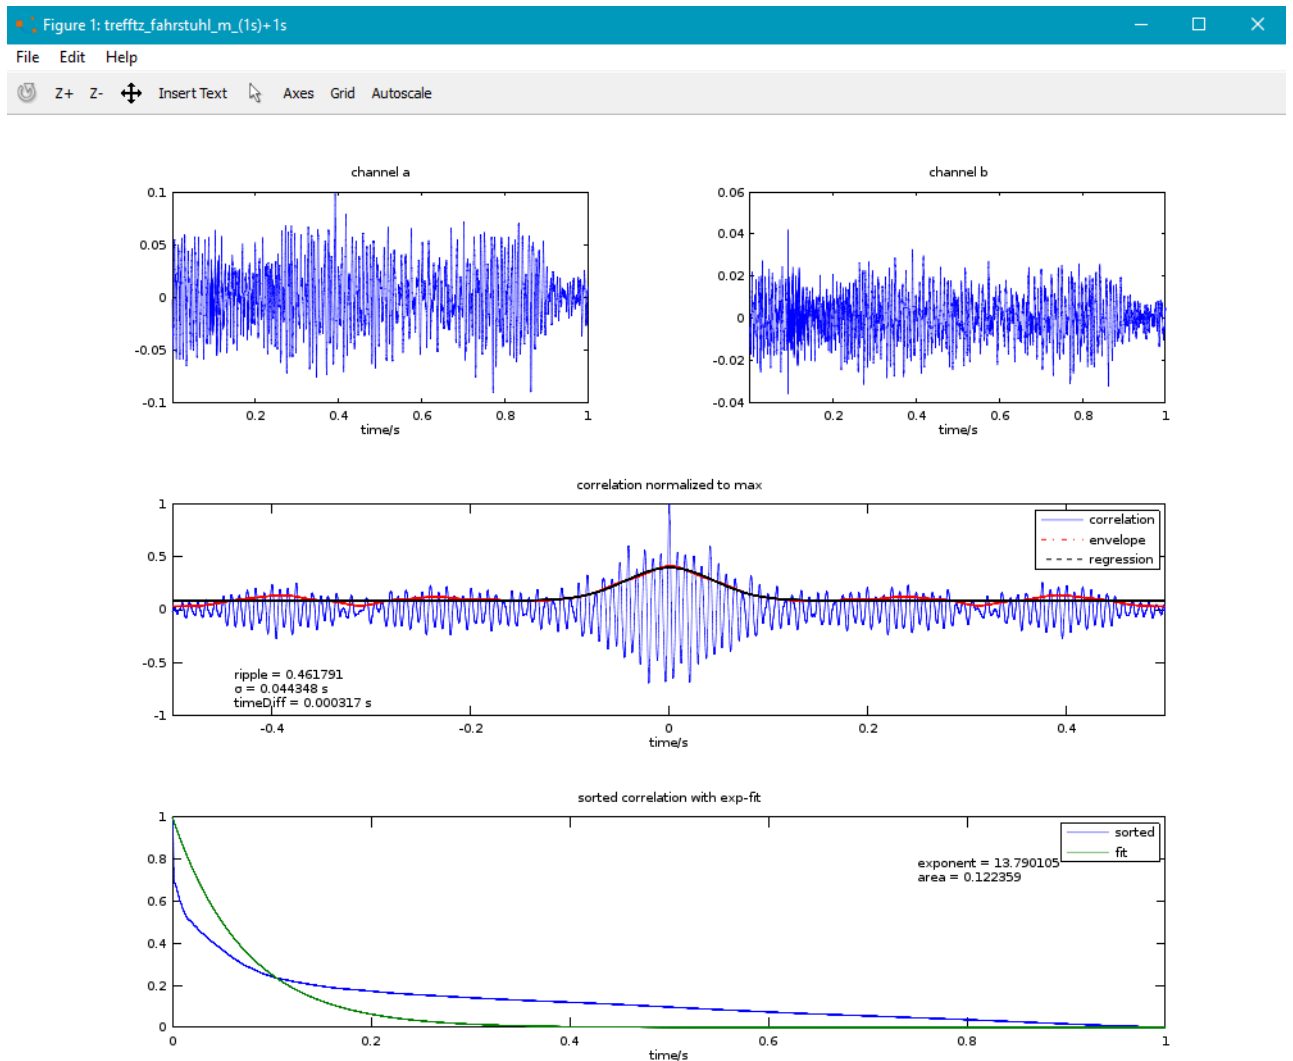 Figure 1: trefftz_fahrstuhl_m_(1s)+1s
File Edit Help
Z+ Z- Insert Text Axes Grid Autoscale
channel a
0.1
0.05
0
-0.05
-0.1
0.2 0.4 0.6 0.8 1
time/s
channel b
0.06
0.04
0.02
0
-0.02
-0.04
0.2 0.4 0.6 0.8 1
time/s
correlation normalized to max
1
0.5
0
-0.5
-1
correlation
envelope
regression
ripple = 0.461791
σ = 0.044348 s
timeDiff = 0.000317 s
-0.4 -0.2 0 0.2 0.4
time/s
sorted correlation with exp-fit
1
0.8
0.6
0.4
0.2
0
sorted
fit
exponent = 13.790105
area = 0.122359
0 0.2 0.4 0.6 0.8 1
time/s